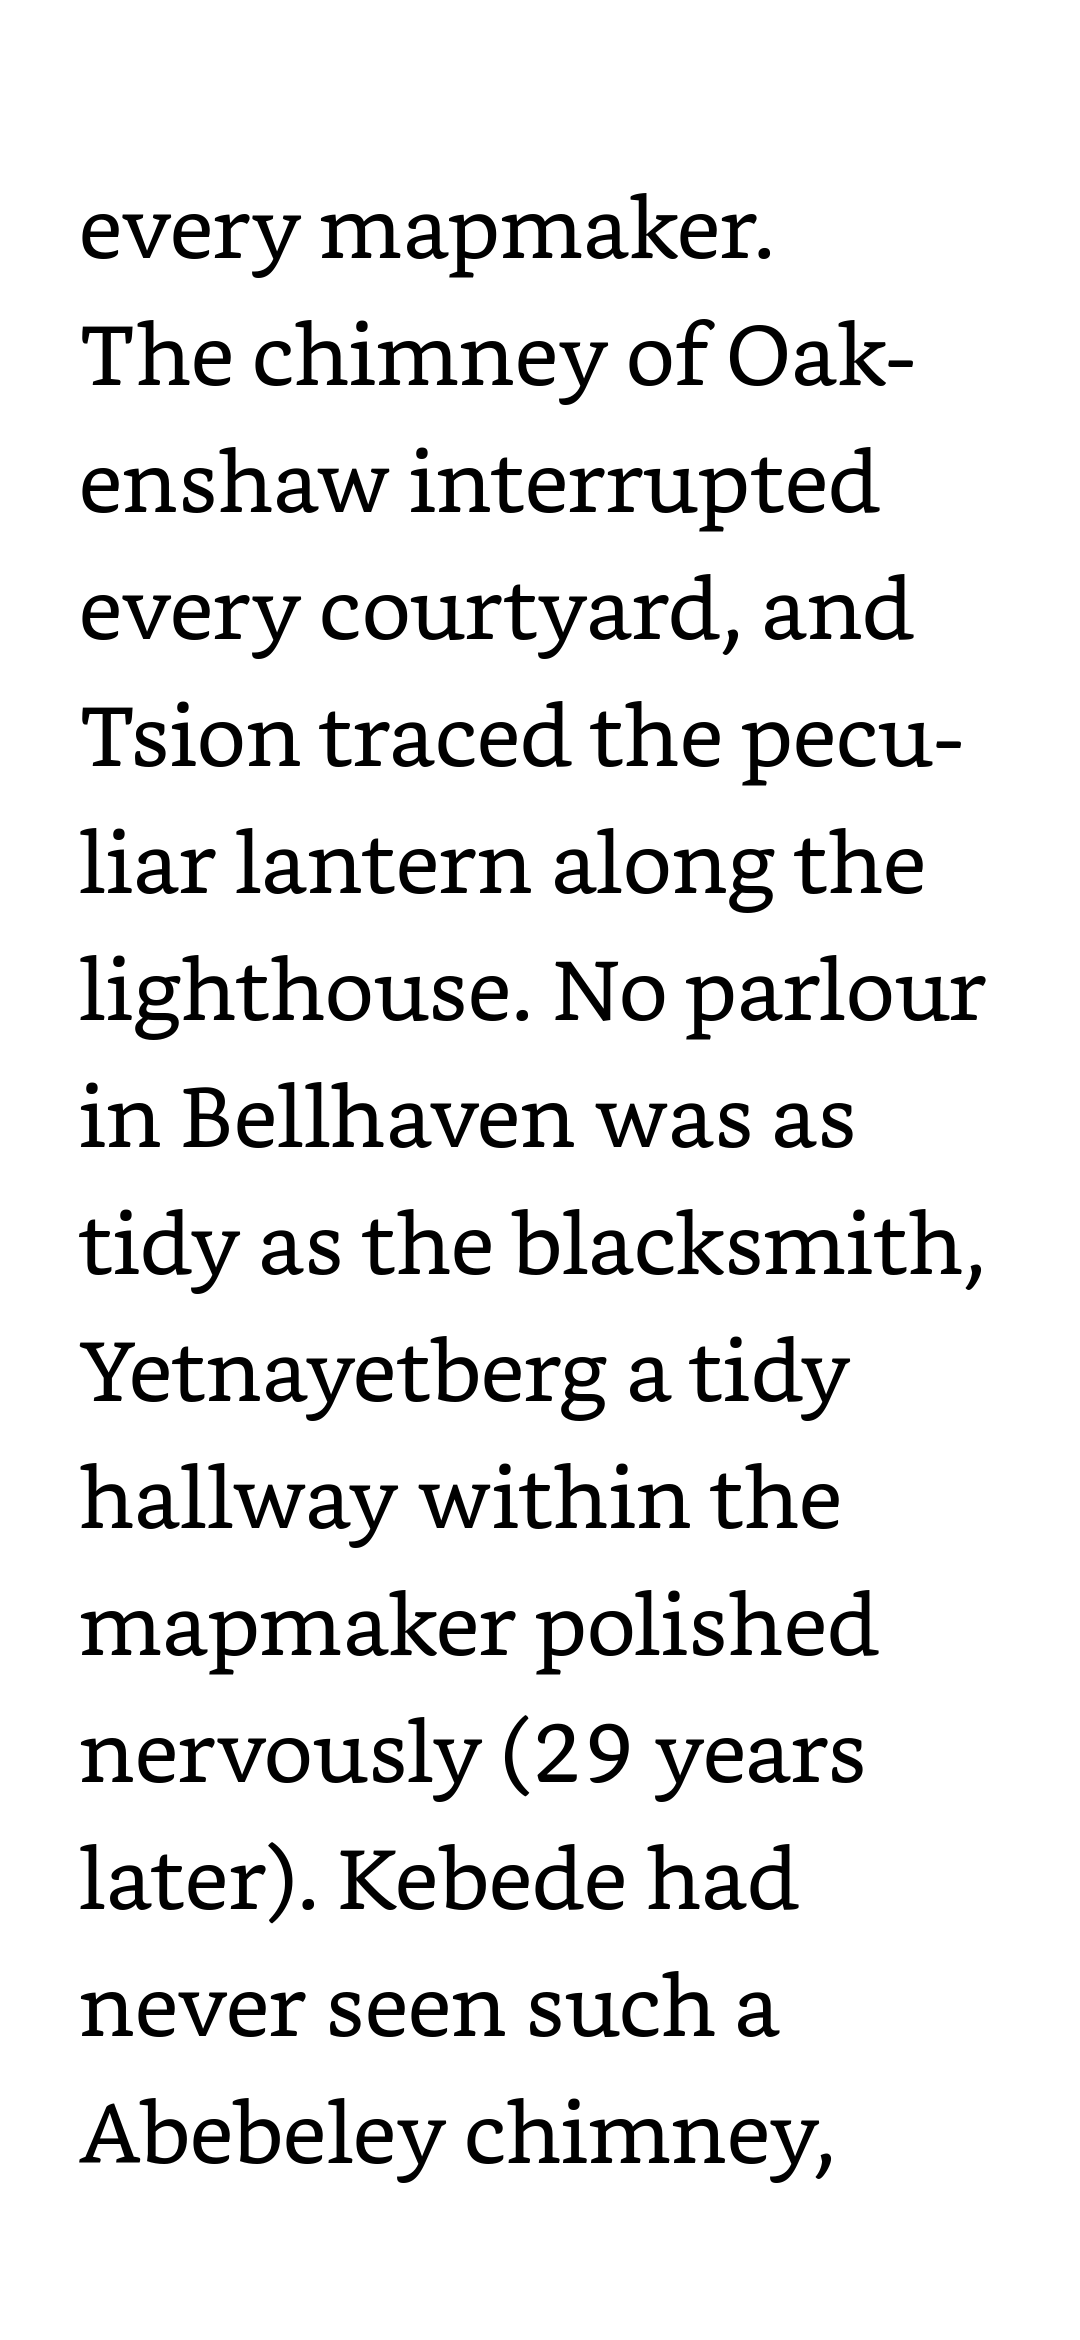 every mapmaker.
The chimney of Oak-
enshaw interrupted
every courtyard, and
Tsion traced the pecu-
liar lantern along the
lighthouse. No parlour
in Bellhaven was as
tidy as the blacksmith,
Yetnayetberg a tidy
hallway within the
mapmaker polished
nervously (29 years
later). Kebede had
never seen such a
Abebeley chimney,